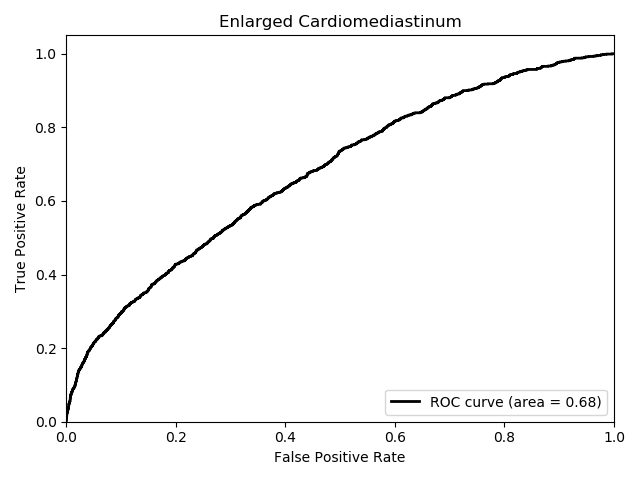 Enlarged Cardiomediastinum
1.0
0.8
0.6
0.4
0.2
0.0
True Positive Rate
ROC curve (area = 0.68)
0.0 0.2 0.4 0.6 0.8 1.0
False Positive Rate